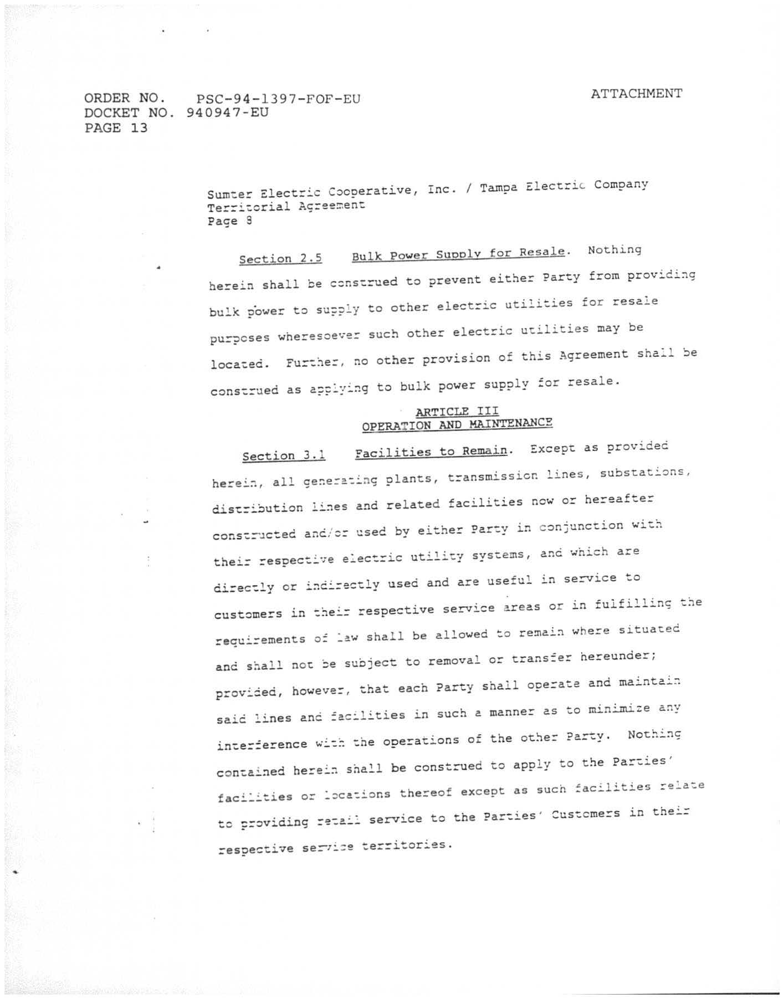 ORDER NO. PSC-94-1397-FOF-EU
ATTACHMENT
DOCKET NO. 940947-EU
PAGE 13
Sumter Electric Cooperative, Inc. / Tampa Electric Company
Territorial Agreement
Page 8
Section 2.5 Bulk Power Supply for Resale. Nothing
herein shall be construed to prevent either Party from providing
bulk power to supply to other electric utilities for resale
purposes wheresoever such other electric utilities may be
located. Further, no other provision of this Agreement shall be
construed as applying to bulk power supply for resale.
ARTICLE III
OPERATION AND MAINTENANCE
Section 3.1 Facilities to Remain. Except as provided
herein, all generating plants, transmission lines, substations,
distribution lines and related facilities now or hereafter
constructed and/or used by either Party in conjunction with
their respective electric utility systems, and which are
directly or indirectly used and are useful in service to
customers in their respective service areas or in fulfilling the
requirements of law shall be allowed to remain where situated
and shall not be subject to removal or transfer hereunder;
provided, however, that each Party shall operate and maintain
said lines and facilities in such a manner as to minimize any
interference with the operations of the other Party. Nothing
contained herein shall be construed to apply to the Parties'
facilities or locations thereof except as such facilities relate
to providing retail service to the Parties' Customers in their
respective service territories.